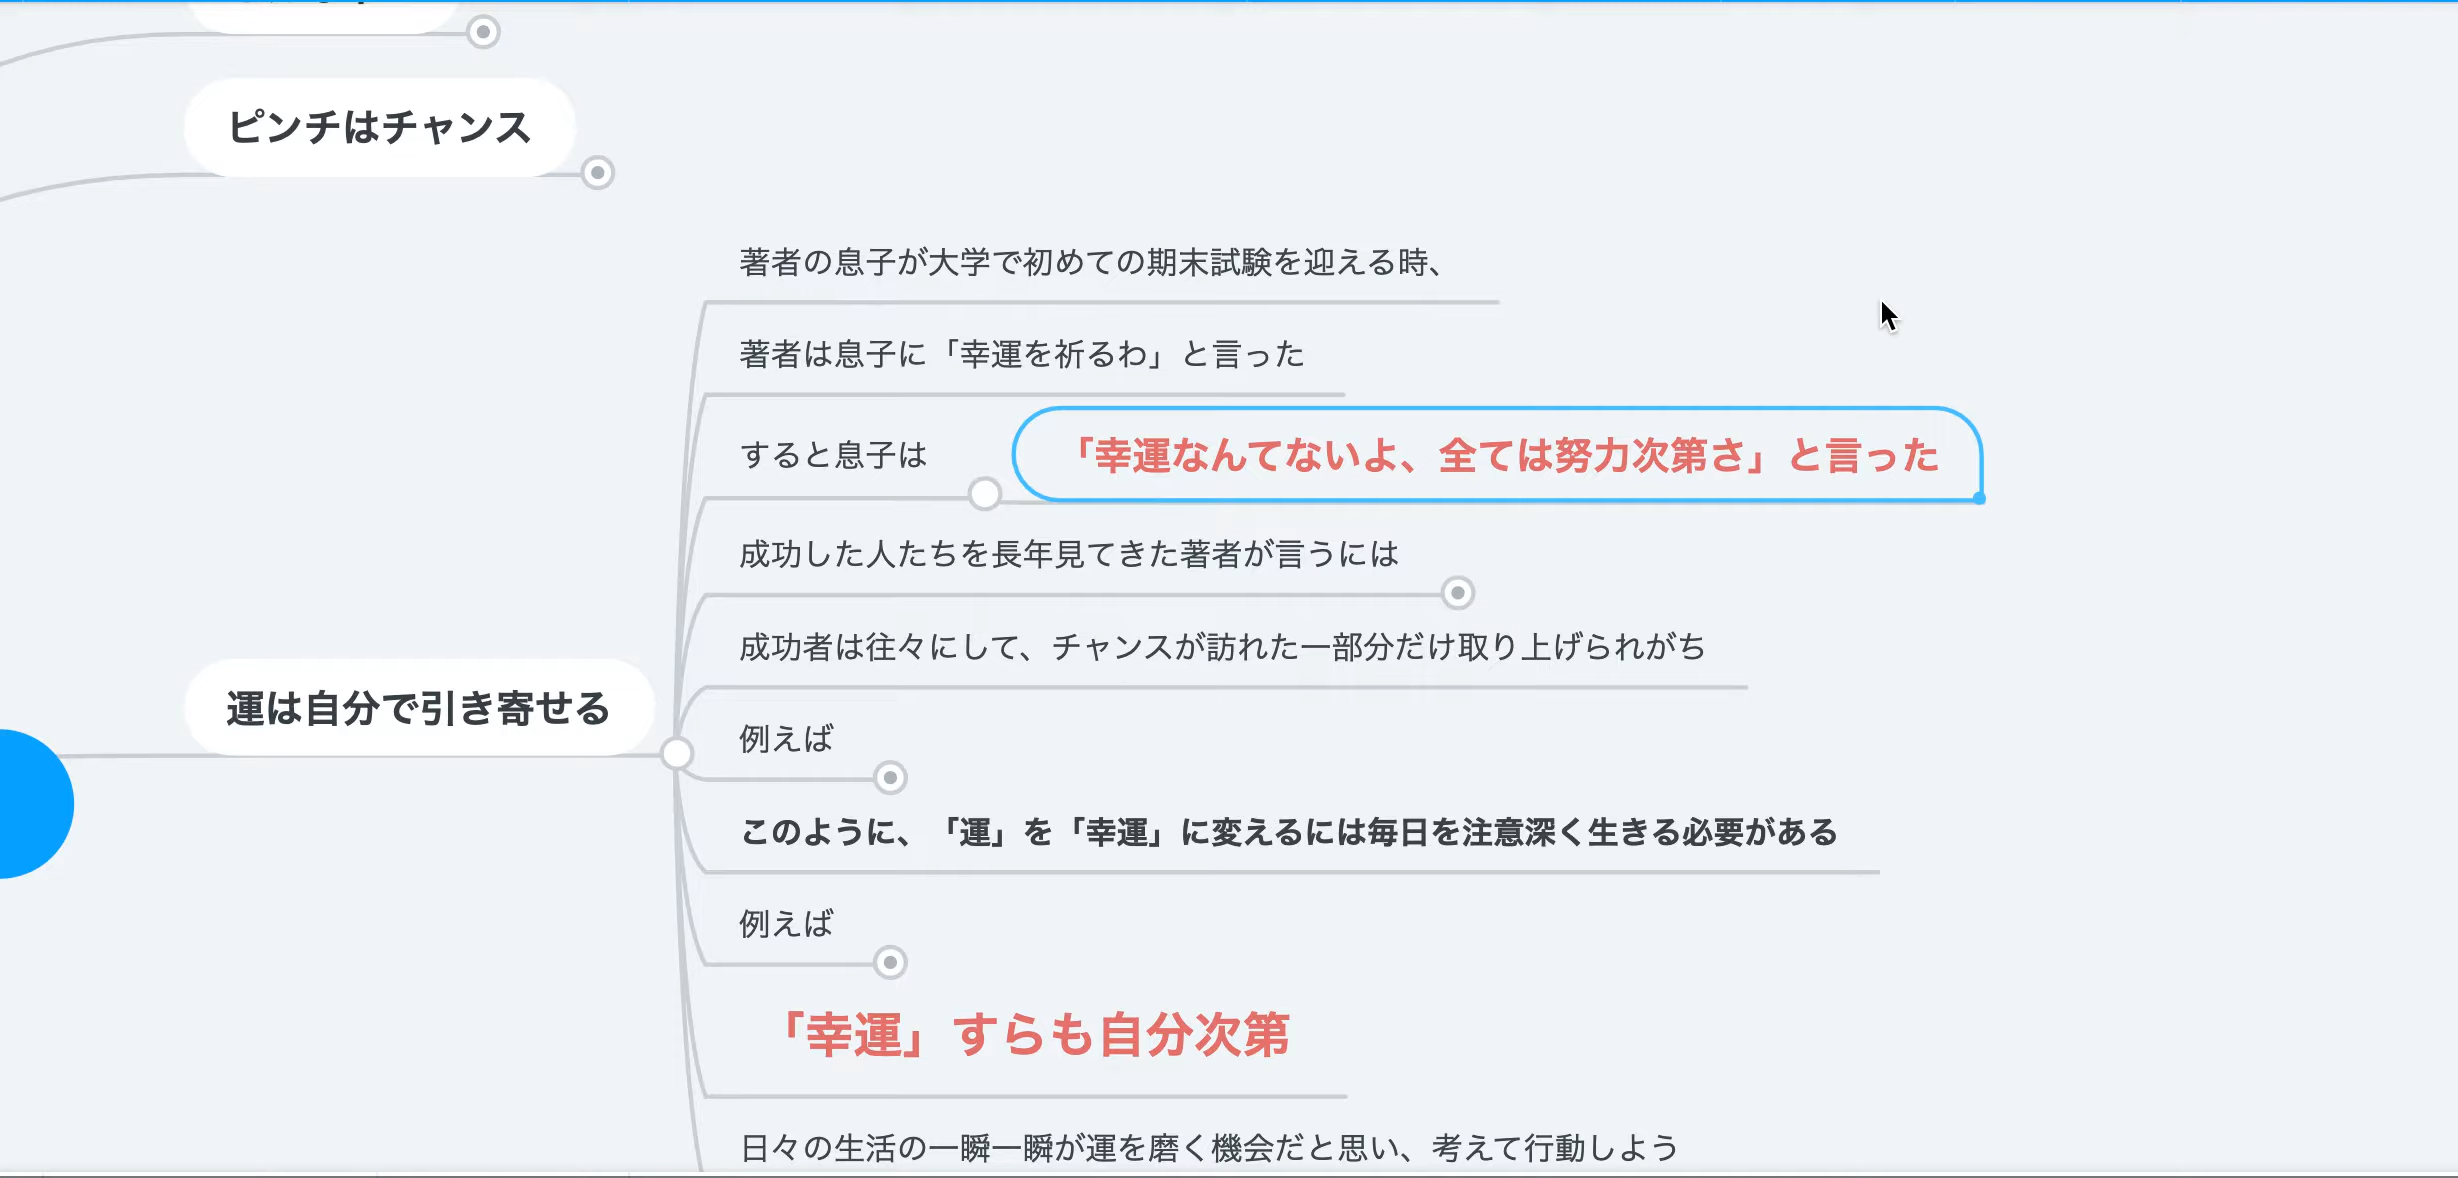 ピンチはチャンス
著者の息子が大学で初めての期末試験を迎える時、
著者は息子に「幸運を祈るわ」と言った
すると息子は
「幸運なんてないよ、全ては努力次第さ」と言った
成功した人たちを長年見てきた著者が言うには
成功者は往々にして、チャンスが訪れた一部分だけ取り上げられがち
運は自分で引き寄せる
例えば
このように、「運」を「幸運」に変えるには毎日を注意深く生きる必要がある
例えば
「幸運」すらも自分次第
日々の生活の一瞬一瞬が運を磨く機会だと思い、考えて行動しよう